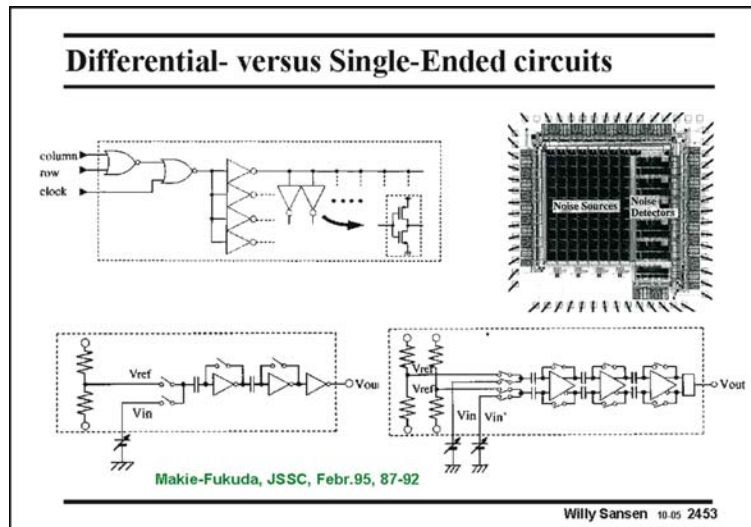 Differential- versus Single-Ended circuits
column
row
clock
Noise Sources
Noise
Detectors
Vref
Vin
Vou
Vref
Vref
Vin
Vin'
Vout
Makie-Fukuda, JSSC, Febr.95, 87-92
Willy Sansen 10-05 2453